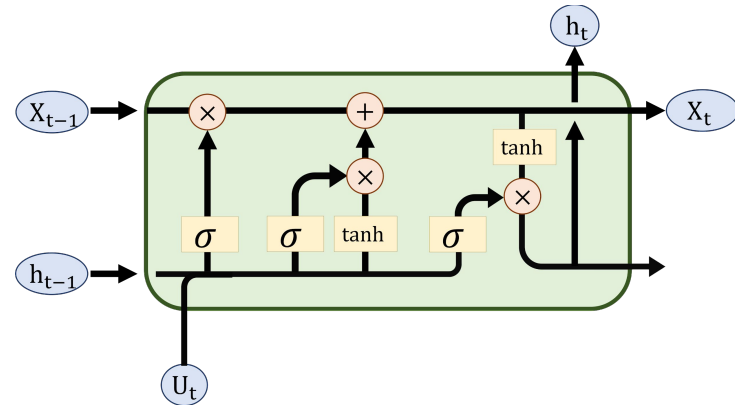 h_t
X_{t−1}
×
+
X_t
tanh
×
×
σ
σ
tanh
σ
h_{t−1}
U_t